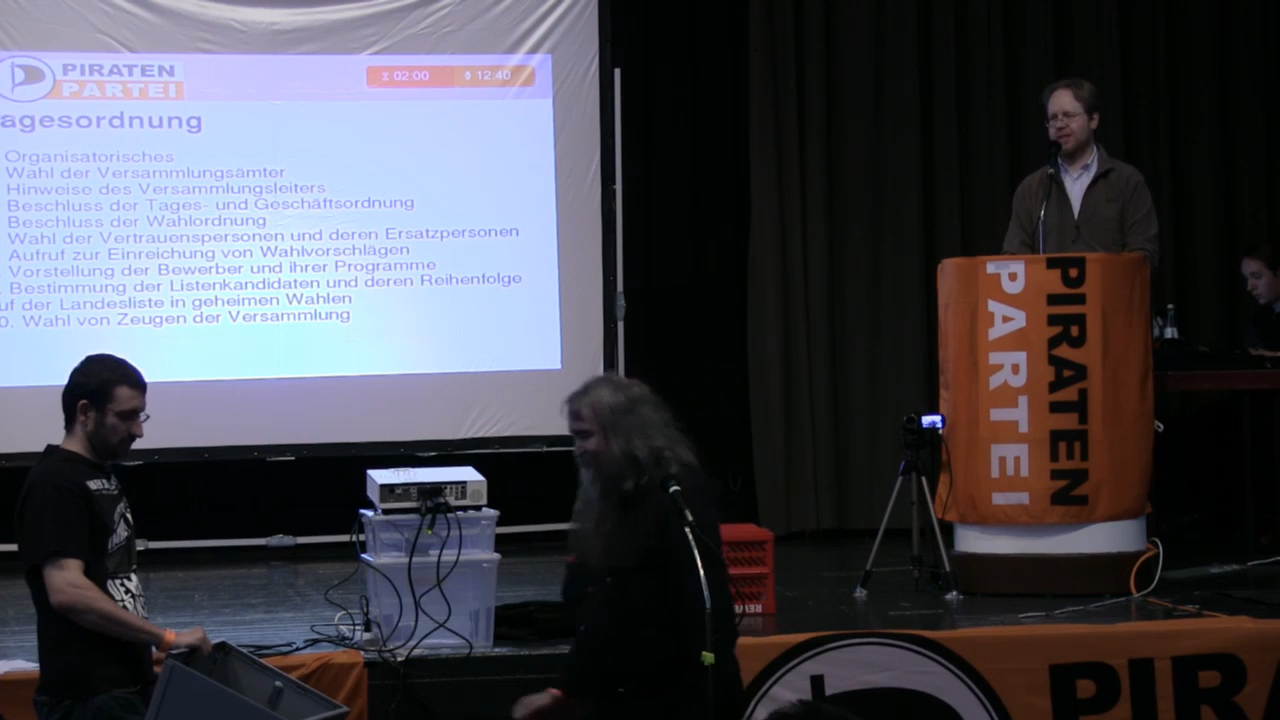 PIRATEN
PARTEI
02:00
12:40
agesordnung
Organisatorisches
Wahl der Versammlungsämter
Hinweise des Versammlungsleiters
Beschluss der Tages- und Geschäftsordnung
Beschluss der Wahlordnung
Wahl der Vertrauenspersonen und deren Ersatzpersonen
Aufruf zur Einreichung von Wahlvorschlägen
. Vorstellung der Bewerber und ihrer Programme
. Bestimmung der Listenkandidaten und deren Reihenfolge
uf der Landesliste in geheimen Wahlen
0. Wahl von Zeugen der Versammlung
PIRATEN
PARTEI
REWE
PIRA